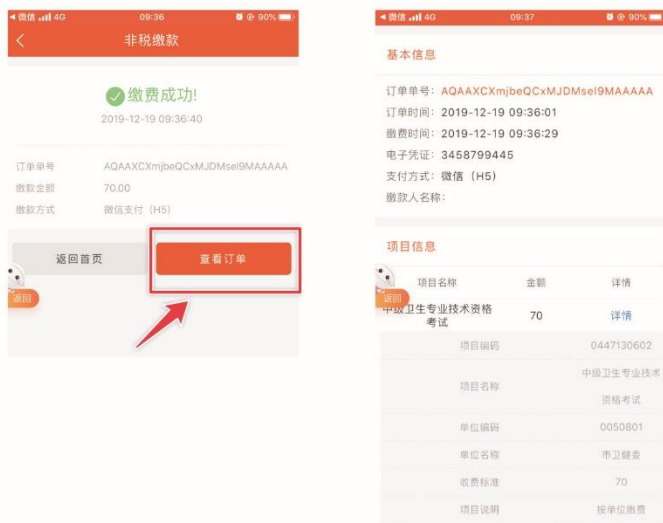 微信 4G
09:36
90%
非税缴款
缴费成功!
2019-12-19 09:36:40
订单单号 AQAAXCXmjbeQCxMJDMsel9MAAAAA
缴款金额 70.00
缴款方式 微信支付（H5）
返回首页
查看订单
返回
微信 4G
09:37
90%
基本信息
订单单号：AQAAXCXmjbeQCxMJDMsel9MAAAAA
订单时间：2019-12-19 09:36:01
缴费时间：2019-12-19 09:36:29
电子凭证：3458799445
支付方式：微信（H5）
缴款人名称：
项目信息
项目名称 金额 详情
返回
中级卫生专业技术资格
考试
70 详情
项目编码 0447130602
项目名称 中级卫生专业技术
资格考试
单位编码 0050801
单位名称 市卫健委
收费标准 70
项目说明 按单位缴费